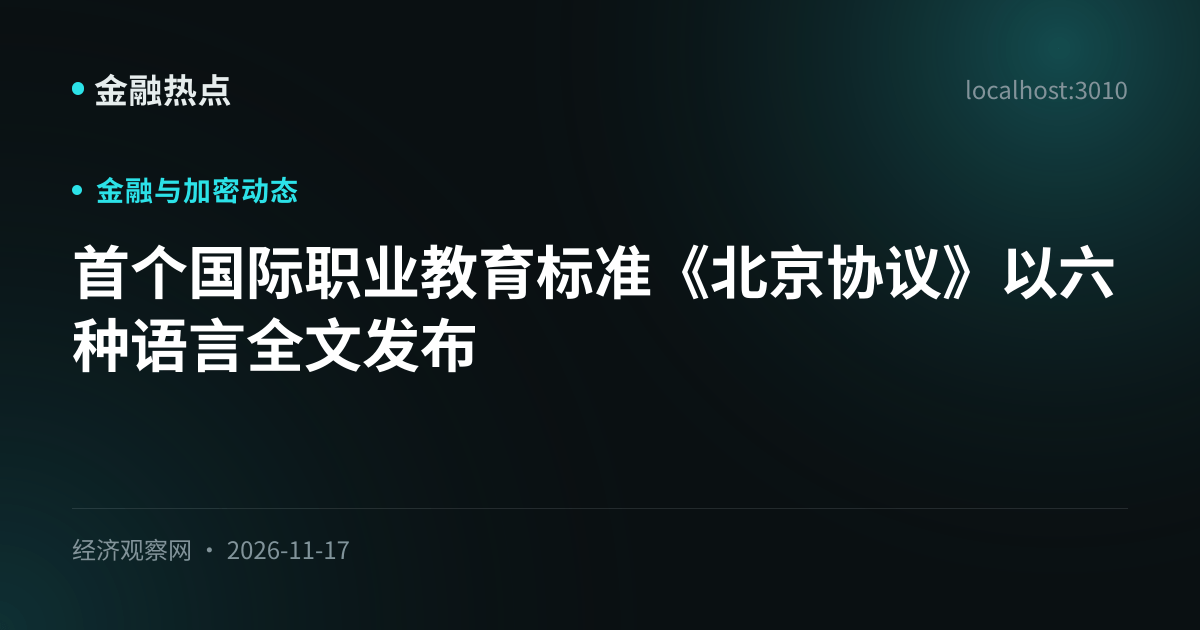 金融热点
localhost:3010
金融与加密动态
首个国际职业教育标准《北京协议》以六
种语言全文发布
经济观察网 • 2026-11-17